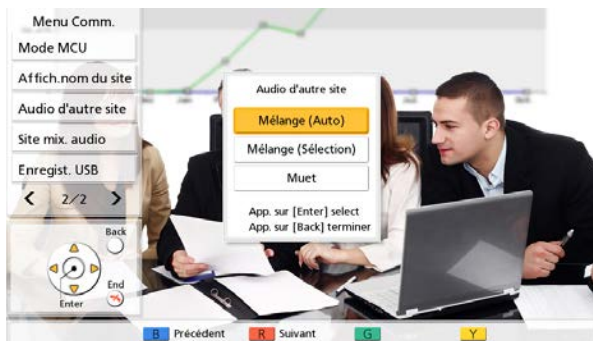 Menu Comm.
Mode MCU
Affich.nom du site
Audio d'autre site
Site mix. audio
Enregist. USB
2/2
Back
End
Enter
Audio d'autre site
Mélange (Auto)
Mélange (Sélection)
Muet
App. sur [Enter] select
App. sur [Back] terminer
B Précédent R Suivant G Y